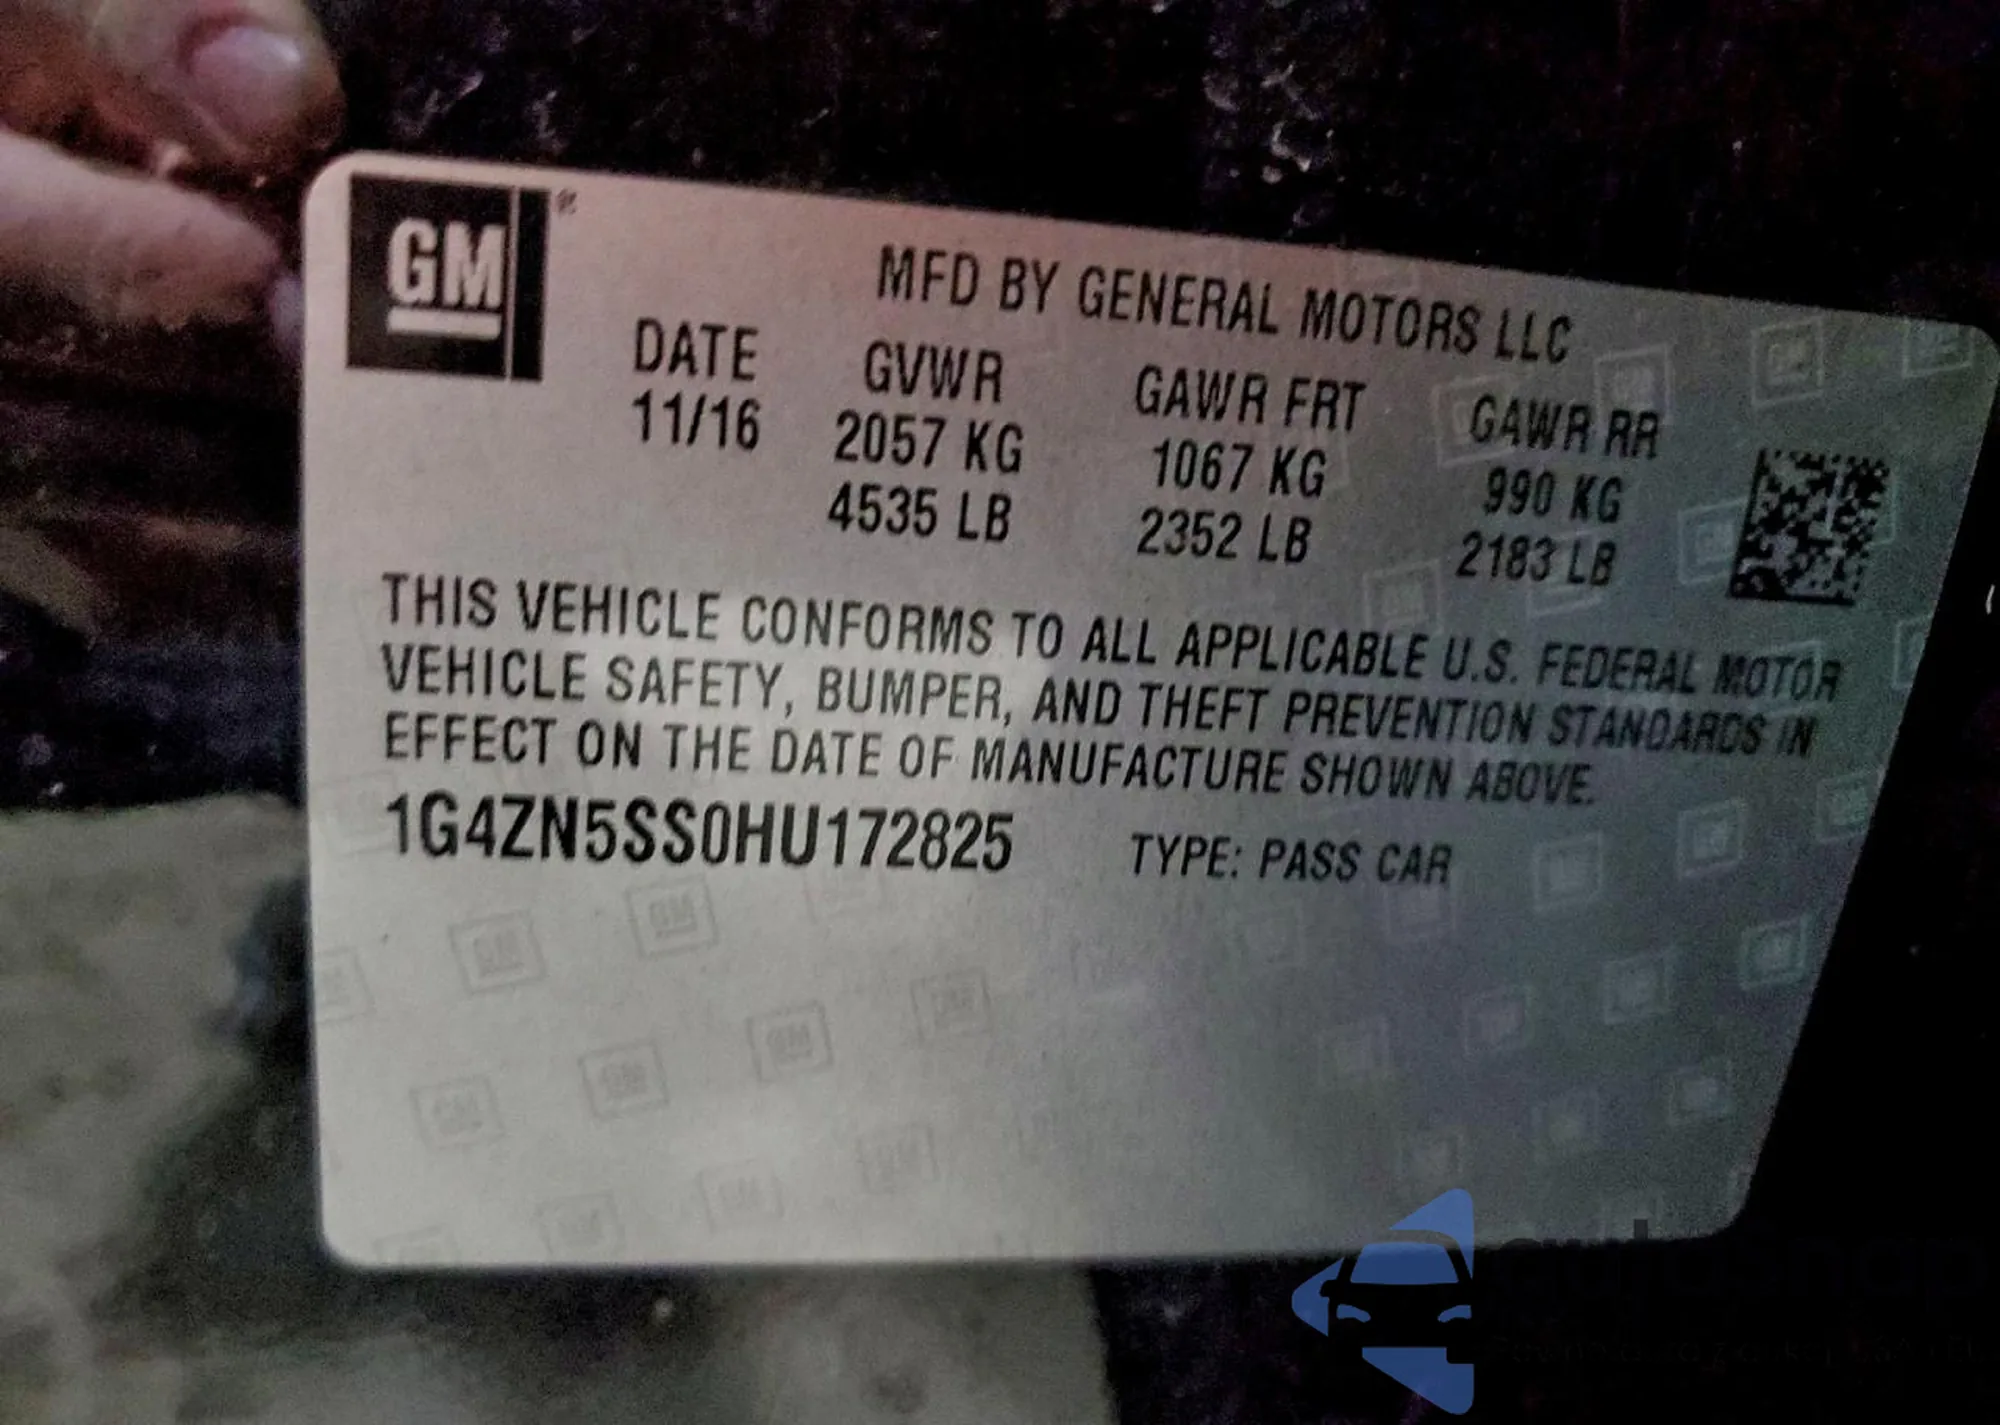 GM ®
MFD BY GENERAL MOTORS LLC
DATE GVWR GAWR FRT GAWR RR
11/16 2057 KG 1067 KG 990 KG
4535 LB 2352 LB 2183 LB
THIS VEHICLE CONFORMS TO ALL APPLICABLE U.S. FEDERAL MOTOR
VEHICLE SAFETY, BUMPER, AND THEFT PREVENTION STANDARDS IN
EFFECT ON THE DATE OF MANUFACTURE SHOWN ABOVE.
1G4ZN5SS0HU172825 TYPE: PASS CAR